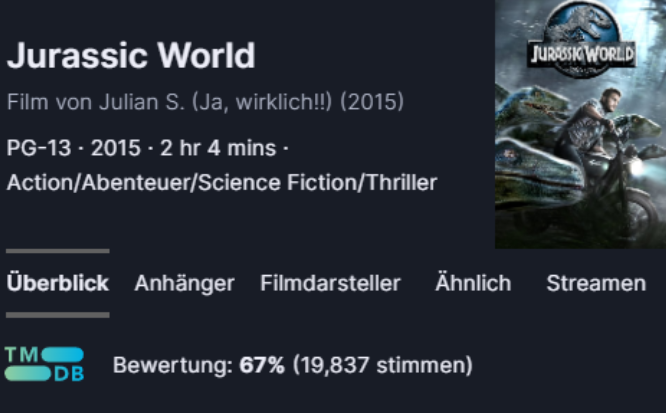 Jurassic World
Film von Julian S. (Ja, wirklich!!) (2015)
PG-13 · 2015 · 2 hr 4 mins ·
Action/Abenteuer/Science Fiction/Thriller
JURASSIC WORLD
Überblick Anhänger Filmdarsteller Ähnlich Streamen
TMDB
Bewertung: 67% (19,837 stimmen)